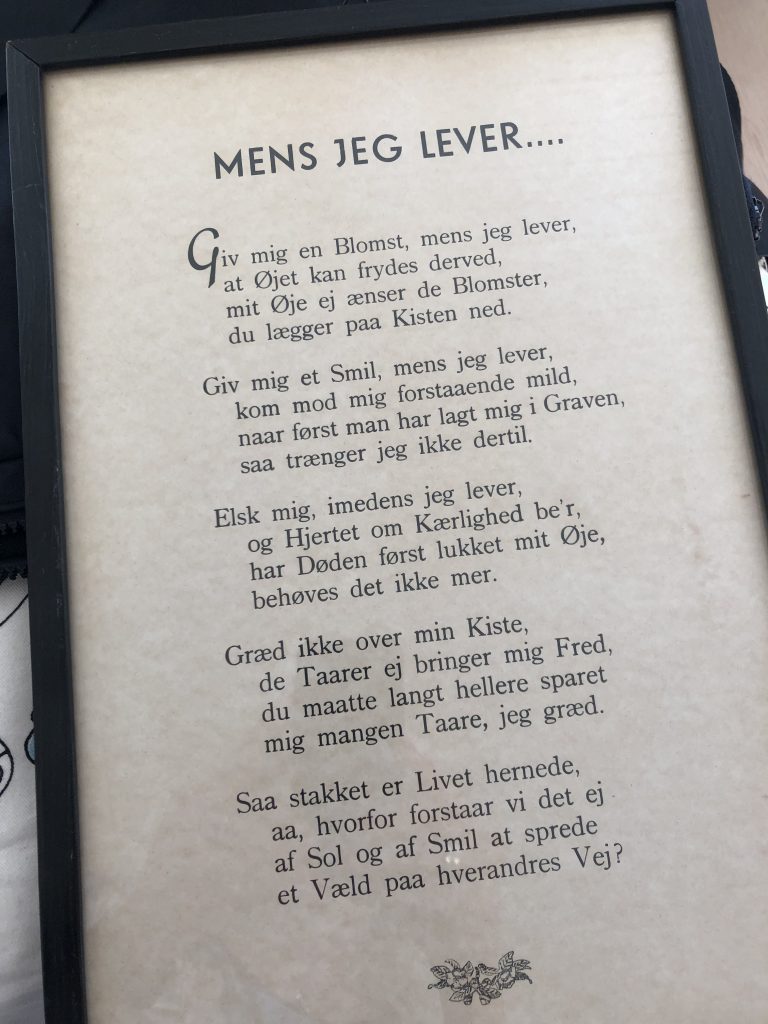 MENS JEG LEVER....
Giv mig en Blomst, mens jeg lever,
at Øjet kan frydes derved,
mit Øje ej ænser de Blomster,
du lægger paa Kisten ned.
Giv mig et Smil, mens jeg lever,
kom mod mig forstaaende mild,
naar først man har lagt mig i Graven,
saa trænger jeg ikke dertil.
Elsk mig, imedens jeg lever,
og Hjertet om Kærlighed be'r,
har Døden først lukket mit Øje,
behøves det ikke mer.
Græd ikke over min Kiste,
de Taarer ej bringer mig Fred,
du maatte langt hellere sparet
mig mangen Taare, jeg græd.
Saa stakket er Livet hernede,
aa, hvorfor forstaar vi det ej
af Sol og af Smil at sprede
et Væld paa hverandres Vej?